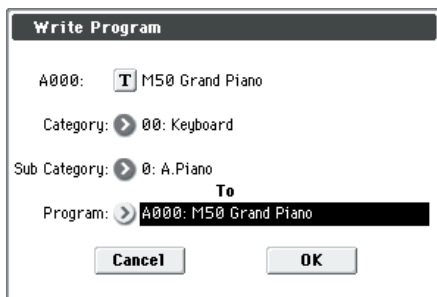 Write Program
A000: T M50 Grand Piano
Category: 00: Keyboard
Sub Category: 0: A.Piano
To
Program: A000: M50 Grand Piano
Cancel OK